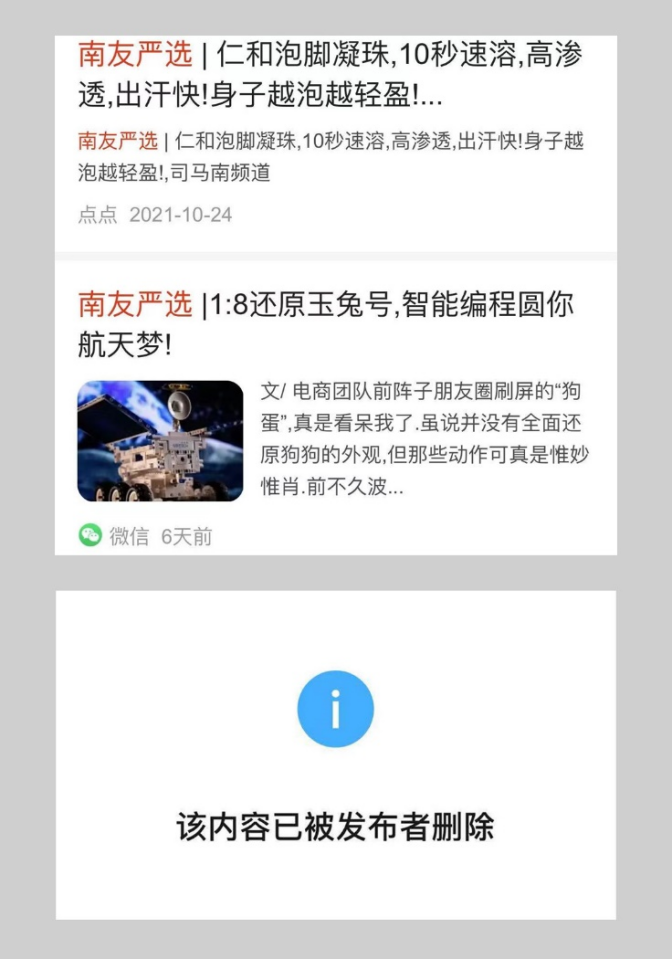 南友严选 | 仁和泡脚凝珠,10秒速溶,高渗
透,出汗快!身子越泡越轻盈!...
南友严选 | 仁和泡脚凝珠,10秒速溶,高渗透,出汗快!身子越
泡越轻盈!,司马南频道
点点 2021-10-24
南友严选 |1:8还原玉兔号,智能编程圆你
航天梦!
文/ 电商团队前阵子朋友圈刷屏的“狗
蛋”,真是看呆我了.虽说并没有全面还
原狗狗的外观,但那些动作可真是惟妙
惟肖.前不久波...
微信 6天前
该内容已被发布者删除